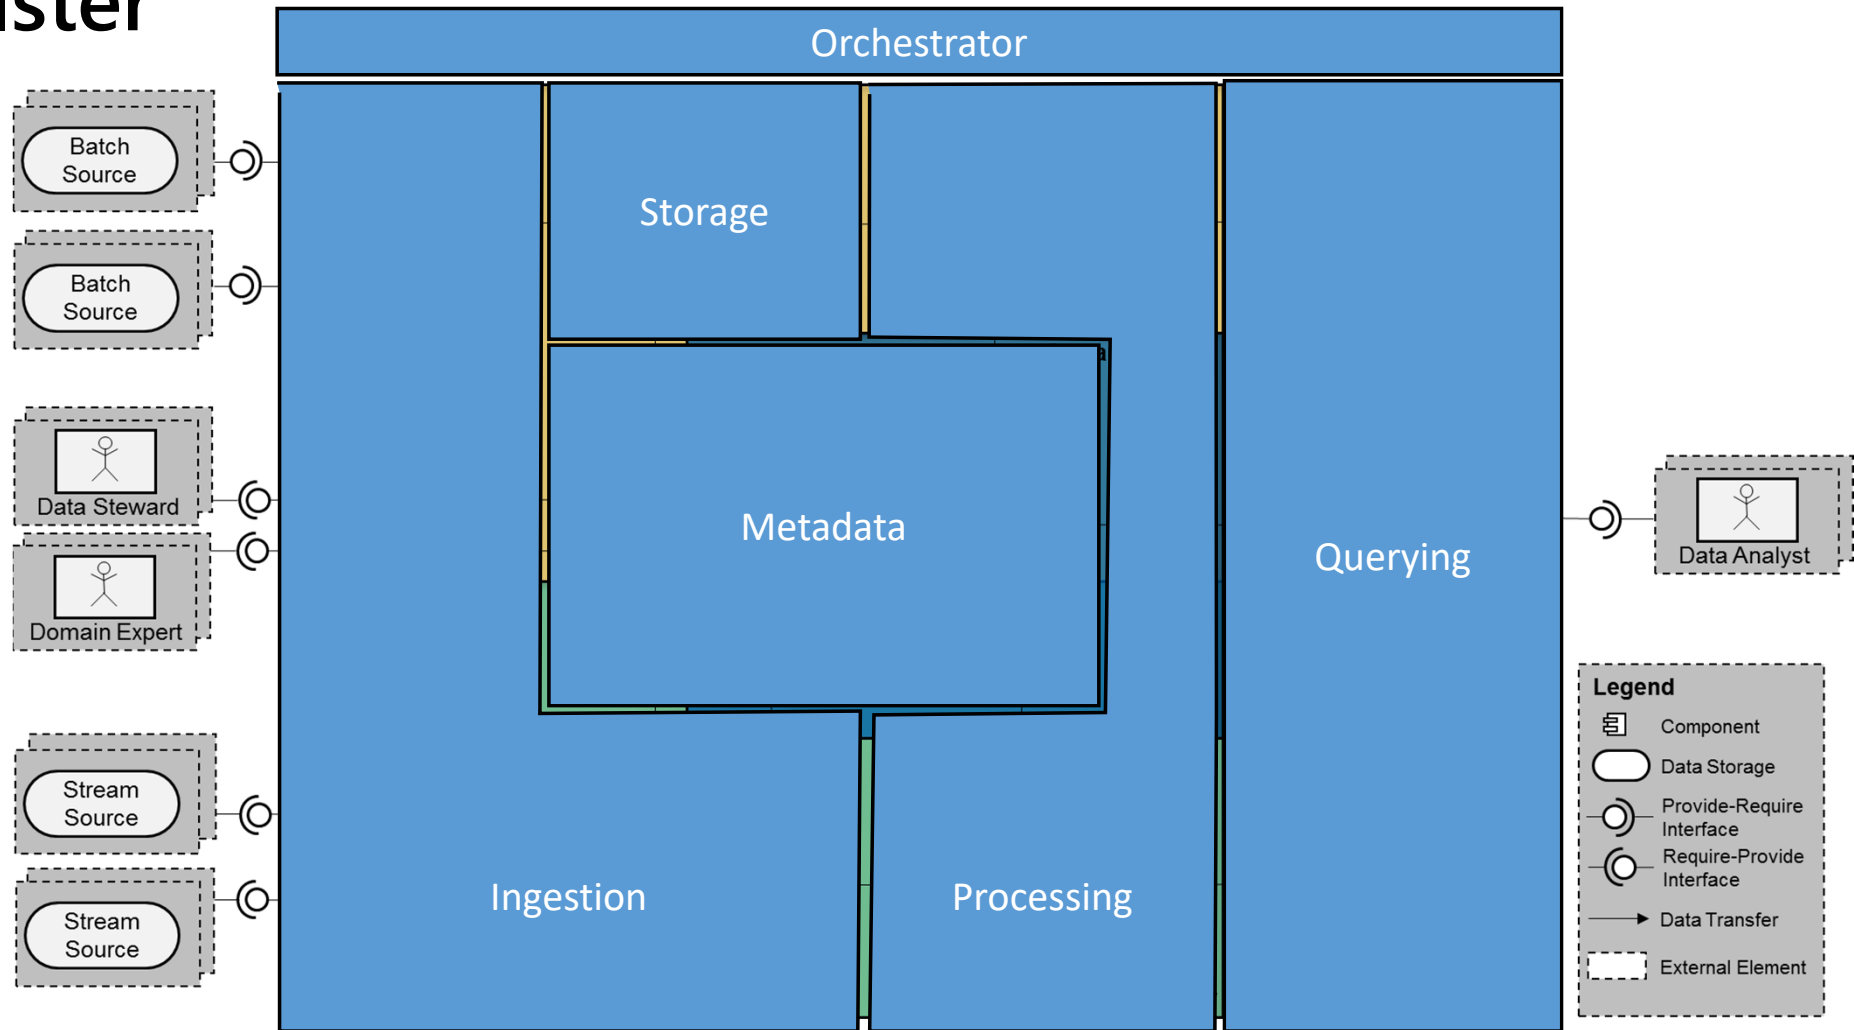 Orchestrator
Batch
Source
Storage
Batch
Source
Data Steward
Metadata
Domain Expert
Querying
Data Analyst
Stream
Source
Ingestion
Processing
Stream
Source
Legend
Component
Data Storage
Provide-Require
Interface
Require-Provide
Interface
Data Transfer
External Element